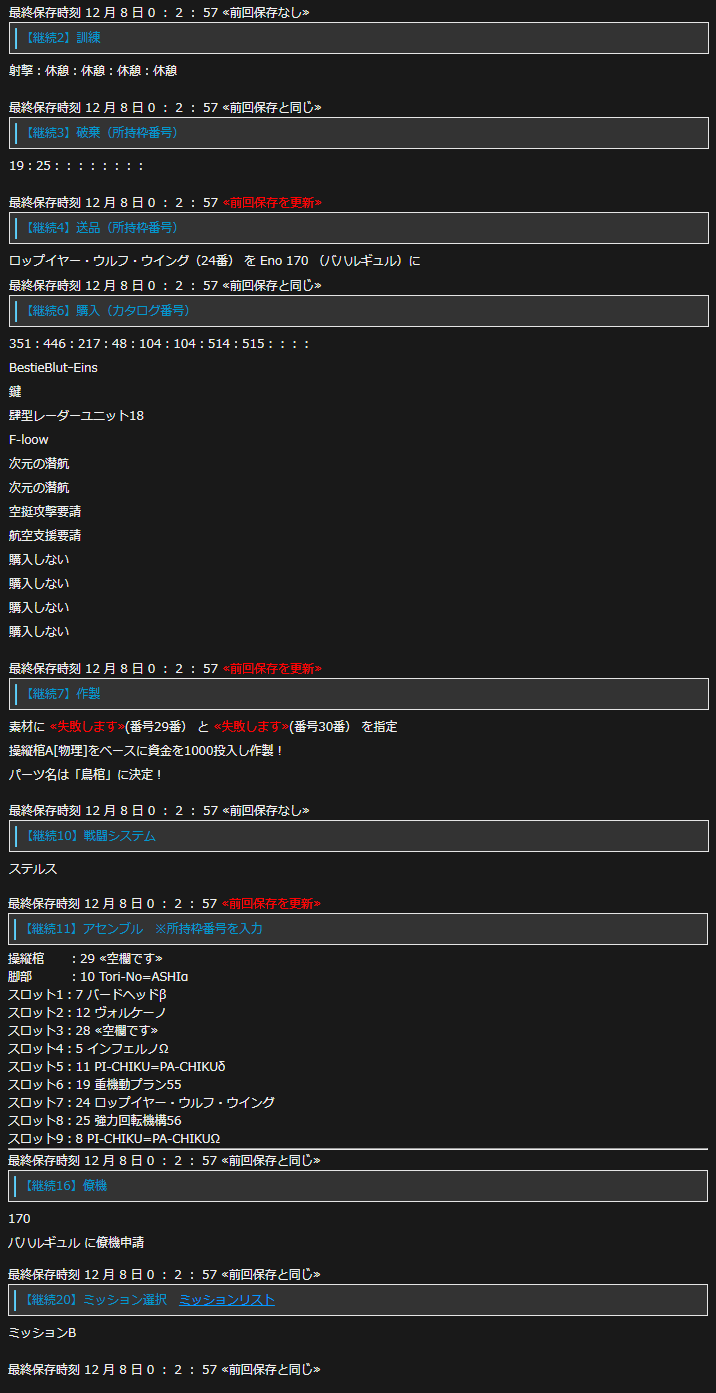 最終保存時刻 12 月 8 日 0 ： 2 ： 57 ≪前回保存なし≫
【継続2】訓練
射撃：休憩：休憩：休憩：休憩
最終保存時刻 12 月 8 日 0 ： 2 ： 57 ≪前回保存と同じ≫
【継続3】破棄（所持枠番号）
19：25：：：：：：：：
最終保存時刻 12 月 8 日 0 ： 2 ： 57 ≪前回保存を更新≫
【継続4】送品（所持枠番号）
ロップイヤー・ウルフ・ウイング（24番） を Eno 170 （バハルギュル）に
最終保存時刻 12 月 8 日 0 ： 2 ： 57 ≪前回保存と同じ≫
【継続6】購入（カタログ番号）
351：446：217：48：104：104：514：515：：：：
BestieBlut-Eins
鍵
肆型レーダーユニット18
F-loow
次元の潜航
次元の潜航
空挺攻撃要請
航空支援要請
購入しない
購入しない
購入しない
購入しない
最終保存時刻 12 月 8 日 0 ： 2 ： 57 ≪前回保存を更新≫
【継続7】作製
素材に ≪失敗します≫(番号29番） と ≪失敗します≫(番号30番） を指定
操縦棺A[物理]をベースに資金を1000投入し作製！
パーツ名は「鳥棺」に決定！
最終保存時刻 12 月 8 日 0 ： 2 ： 57 ≪前回保存なし≫
【継続10】戦闘システム
ステルス
最終保存時刻 12 月 8 日 0 ： 2 ： 57 ≪前回保存を更新≫
【継続11】アセンブル　※所持枠番号を入力
操縦棺　　：29 ≪空欄です≫
脚部　　　：10 Tori-No=ASHIα
スロット1：7 バードヘッドβ
スロット2：12 ヴォルケーノ
スロット3：28 ≪空欄です≫
スロット4：5 インフェルノΩ
スロット5：11 PI-CHIKU=PA-CHIKUδ
スロット6：19 重機動プラン55
スロット7：24 ロップイヤー・ウルフ・ウイング
スロット8：25 強力回転機構56
スロット9：8 PI-CHIKU=PA-CHIKUΩ
最終保存時刻 12 月 8 日 0 ： 2 ： 57 ≪前回保存と同じ≫
【継続16】僚機
170
バハルギュル に僚機申請
最終保存時刻 12 月 8 日 0 ： 2 ： 57 ≪前回保存と同じ≫
【継続20】ミッション選択　ミッションリスト
ミッションB
最終保存時刻 12 月 8 日 0 ： 2 ： 57 ≪前回保存と同じ≫